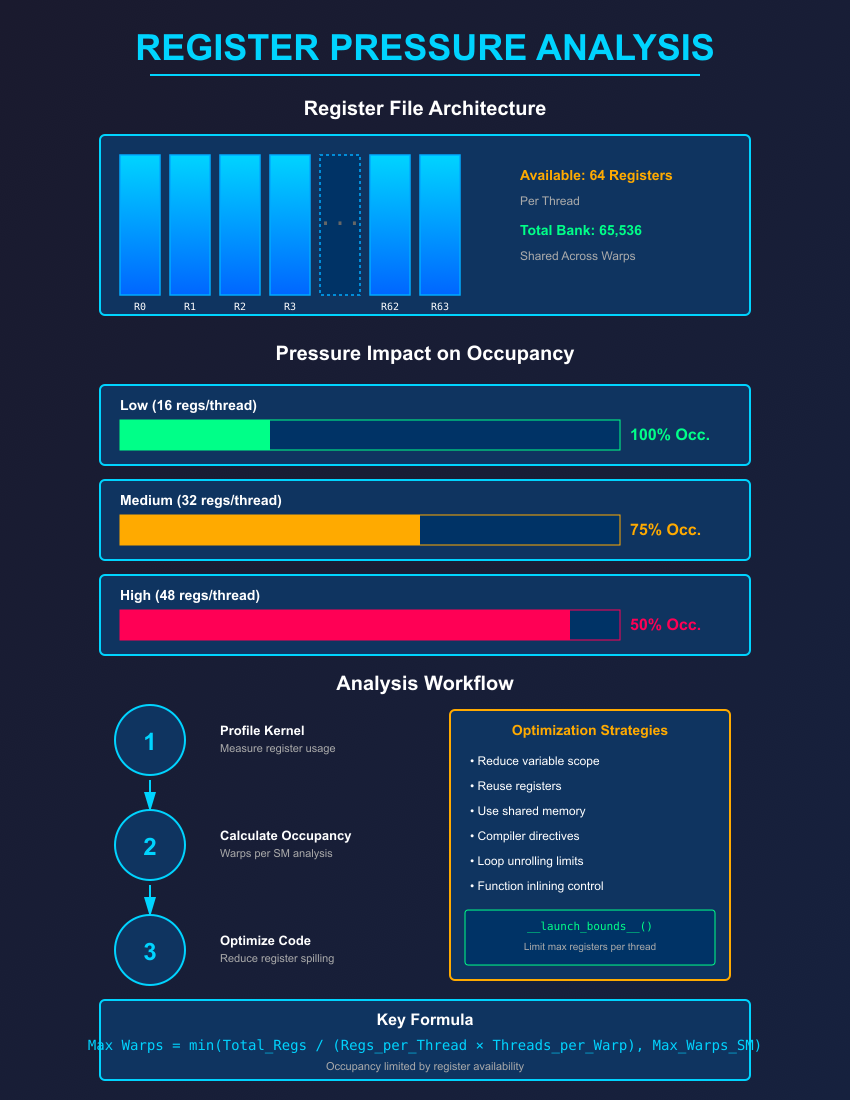 REGISTER PRESSURE ANALYSIS
Register File Architecture
Available: 64 Registers
Per Thread
Total Bank: 65,536
Shared Across Warps
. . .
R0 R1 R2 R3 R62 R63
Pressure Impact on Occupancy
Low (16 regs/thread)
100% Occ.
Medium (32 regs/thread)
75% Occ.
High (48 regs/thread)
50% Occ.
Analysis Workflow
1
Profile Kernel
Measure register usage
2
Calculate Occupancy
Warps per SM analysis
3
Optimize Code
Reduce register spilling
Optimization Strategies
• Reduce variable scope
• Reuse registers
• Use shared memory
• Compiler directives
• Loop unrolling limits
• Function inlining control
__launch_bounds__()
Limit max registers per thread
Key Formula
Max Warps = min(Total_Regs / (Regs_per_Thread × Threads_per_Warp), Max_Warps_SM)
Occupancy limited by register availability